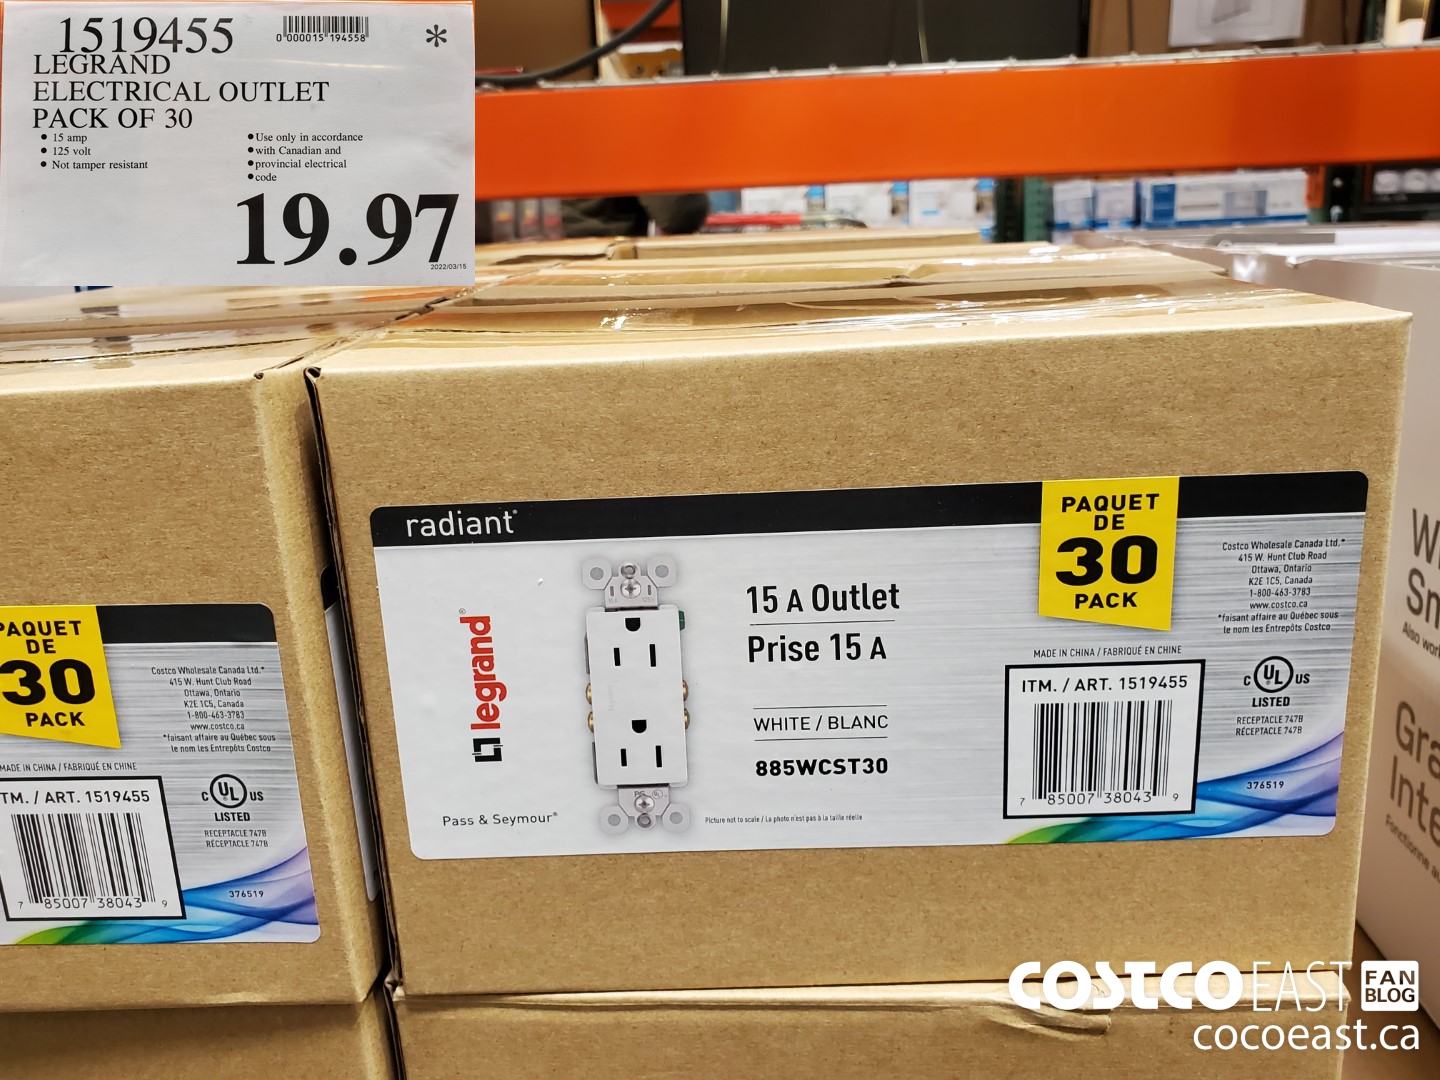 1519455
0"000015"194558"
*
LEGRAND
ELECTRICAL OUTLET
PACK OF 30
• 15 amp
• 125 volt
• Not tamper resistant
• Use only in accordance
• with Canadian and
• provincial electrical
• code
19.97
2022/03/15
radiant®
legrand®
Pass & Seymour®
15 A Outlet
Prise 15 A
WHITE / BLANC
885WCST30
Picture not to scale / La photo n'est pas à la taille réelle
PAQUET
DE
30
PACK
Costco Wholesale Canada Ltd.*
415 W. Hunt Club Road
Ottawa, Ontario
K2E 1C5, Canada
1-800-463-3783
www.costco.ca
*faisant affaire au Québec sous
le nom les Entrepôts Costco
MADE IN CHINA / FABRIQUÉ EN CHINE
ITM. / ART. 1519455
7 85007 38043 9
C UL US
LISTED
RECEPTACLE 747B
RÉCEPTACLE 747B
376519
PAQUET
DE
30
PACK
Costco Wholesale Canada Ltd.*
415 W. Hunt Club Road
Ottawa, Ontario
K2E 1C5, Canada
1-800-463-3783
www.costco.ca
*faisant affaire au Québec sous
le nom les Entrepôts Costco
MADE IN CHINA / FABRIQUÉ EN CHINE
TM. / ART. 1519455
7 85007 38043 9
C UL US
LISTED
RECEPTACLE 747B
RÉCEPTACLE 747B
376519
COSTCO EAST FAN BLOG
cocoeast.ca